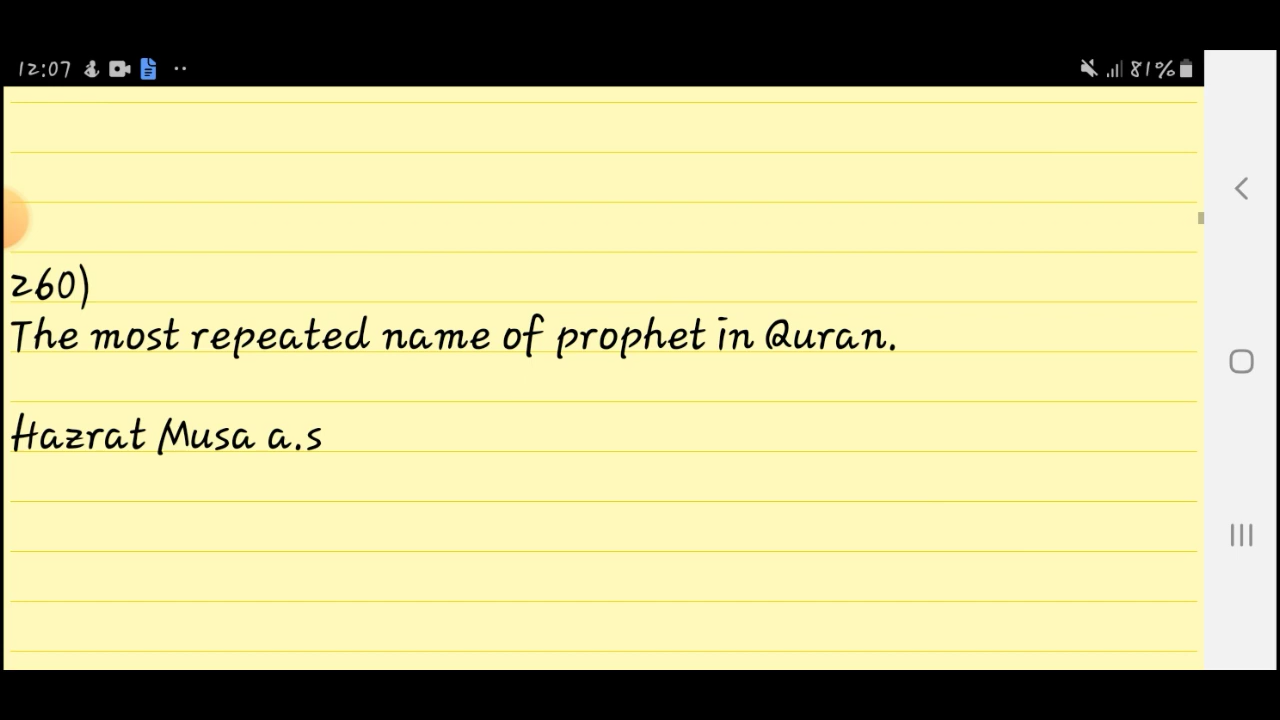 12:07 81%
260)
The most repeated name of prophet in Quran.
Hazrat Musa a.s